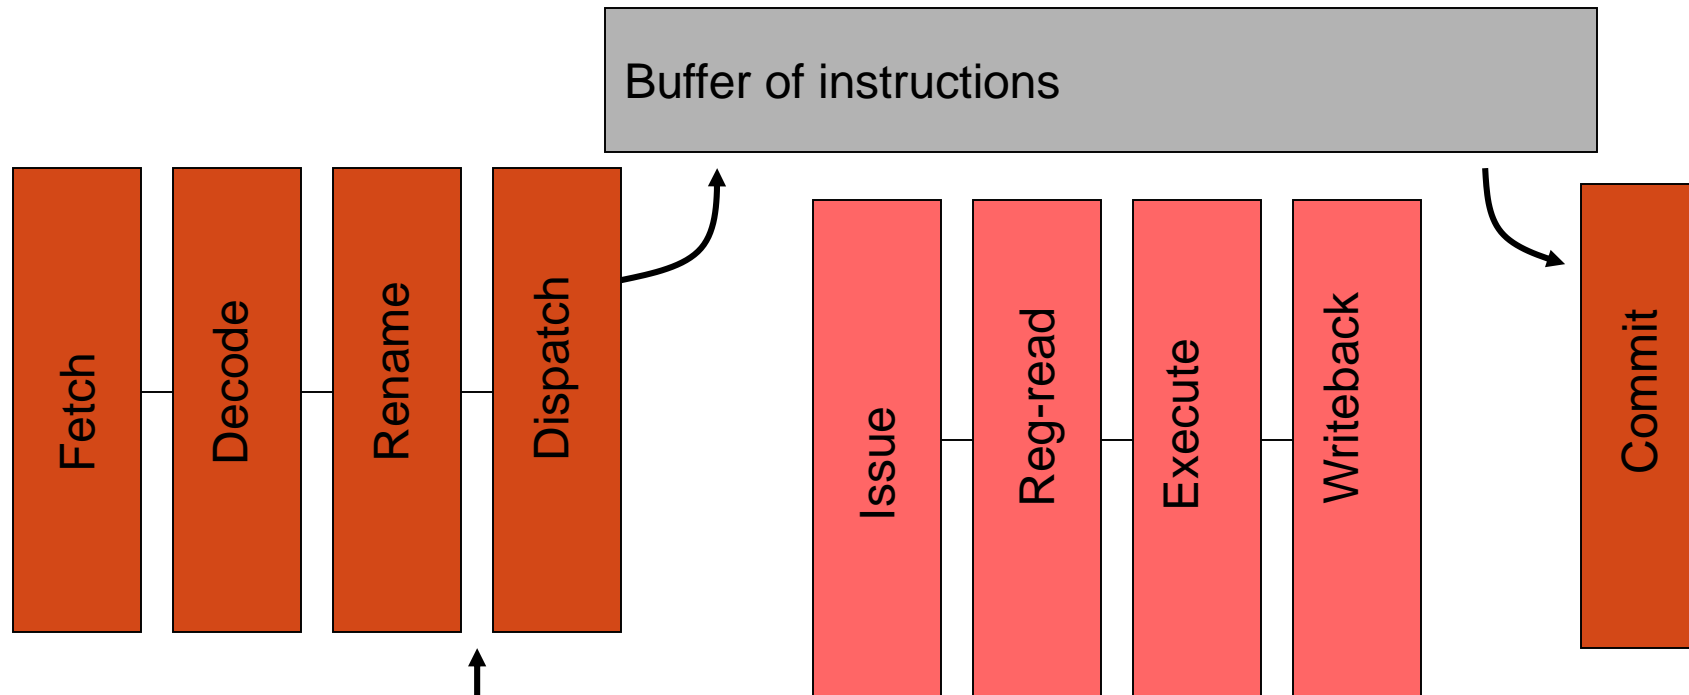 Buffer of instructions
Fetch
Decode
Rename
Dispatch
Issue
Reg-read
Execute
Writeback
Commit